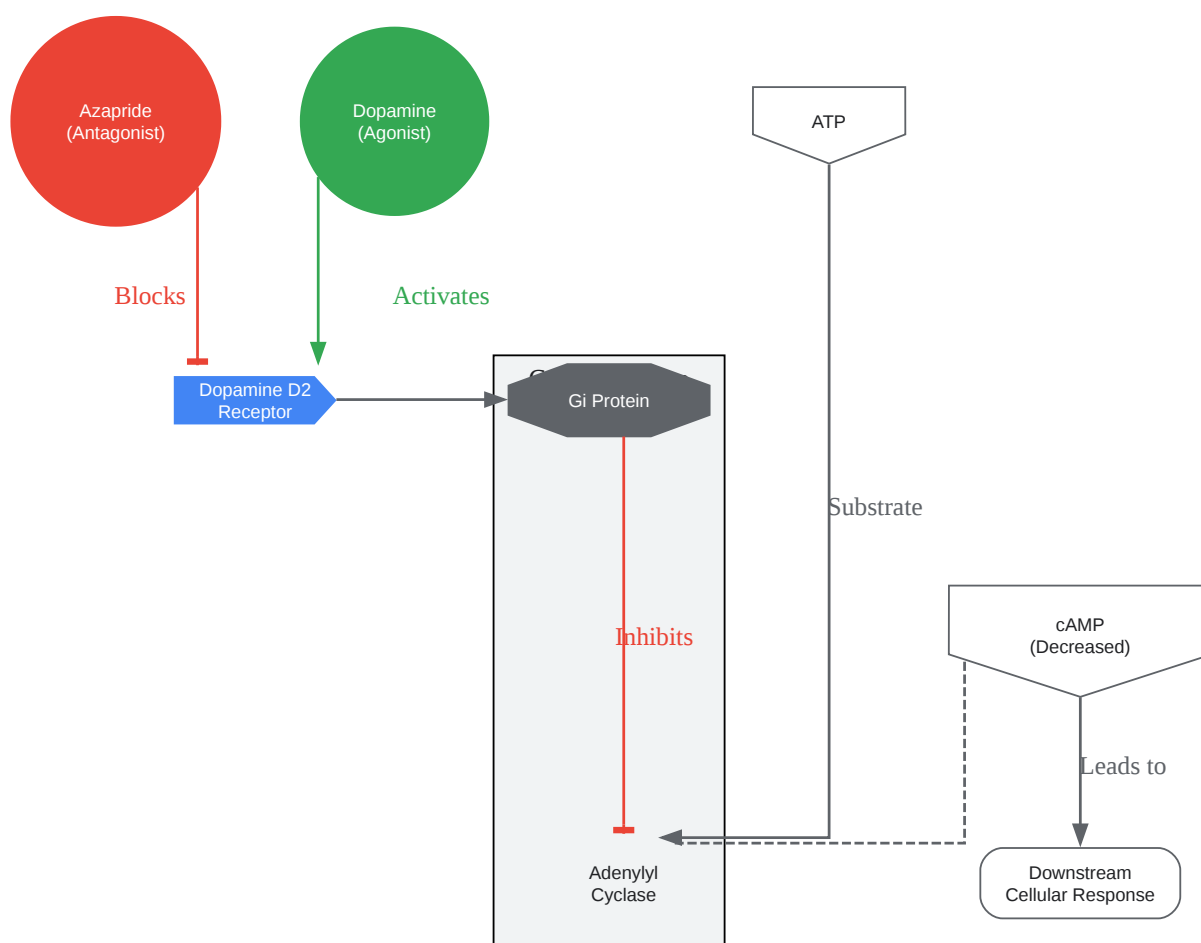 Azapride
(Antagonist)
Dopamine
(Agonist)
ATP
Blocks
Activates
Dopamine D2
Receptor
Gi Protein
Substrate
Inhibits
cAMP
(Decreased)
Leads to
Adenylyl
Cyclase
Downstream
Cellular Response